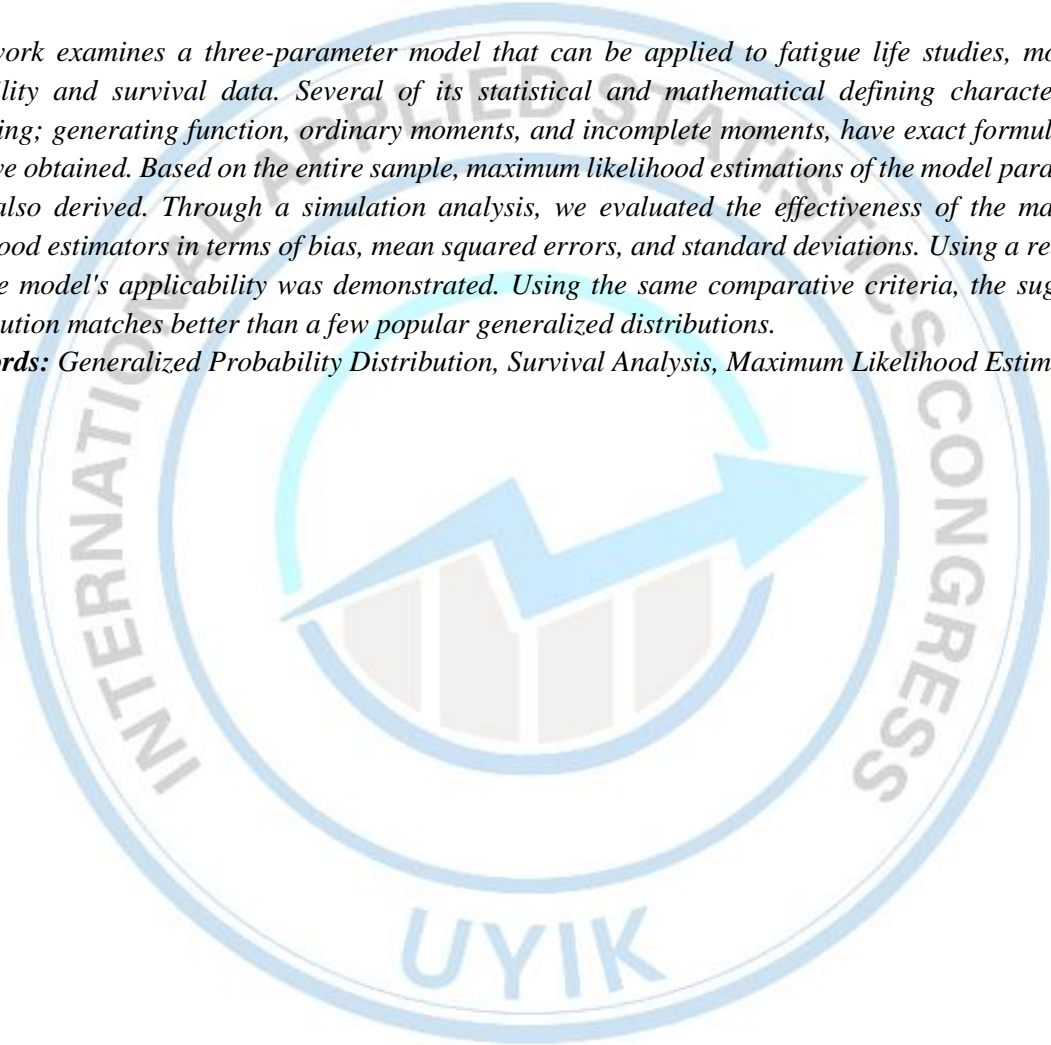 work examines a three-parameter model that can be applied to fatigue life studies, mo
ility and survival data. Several of its statistical and mathematical defining characte
ing; generating function, ordinary moments, and incomplete moments, have exact formul
ve obtained. Based on the entire sample, maximum likelihood estimations of the model para
also derived. Through a simulation analysis, we evaluated the effectiveness of the ma
ood estimators in terms of bias, mean squared errors, and standard deviations. Using a re
e model's applicability was demonstrated. Using the same comparative criteria, the sug
ution matches better than a few popular generalized distributions.
ords: Generalized Probability Distribution, Survival Analysis, Maximum Likelihood Estim
INTERNATIONAL APPLIED STATISTICS CONGRESS
UYIK